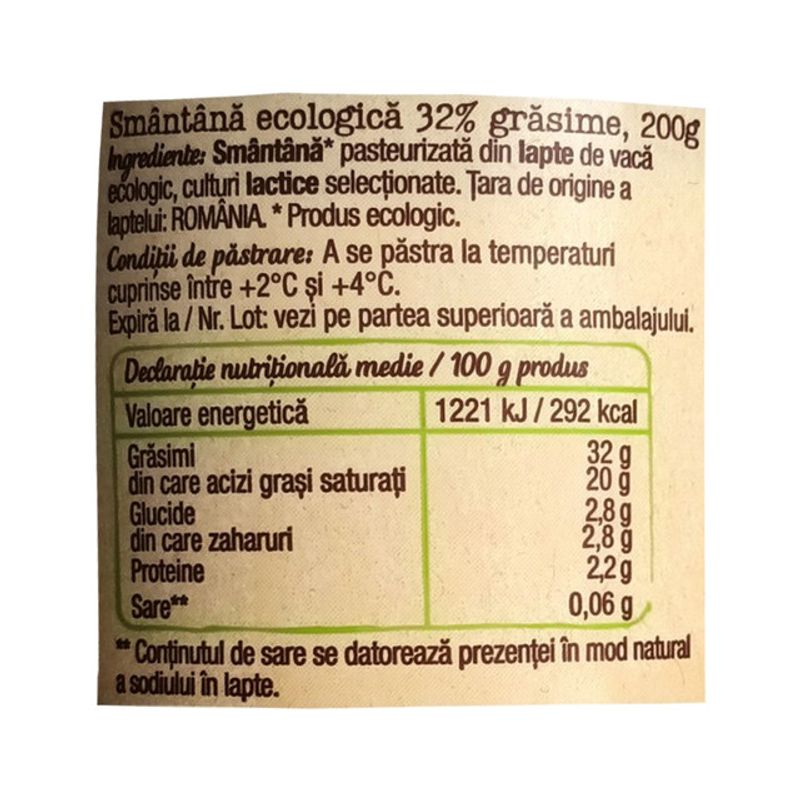 Smântână ecologică 32% grăsime, 200g
Ingrediente: Smântână* pasteurizată din lapte de vacă
ecologic, culturi lactice selecționate. Țara de origine a
laptelui: ROMÂNIA. * Produs ecologic.
Condiții de păstrare: A se păstra la temperaturi
cuprinse între +2°C și +4°C.
Expiră la / Nr. Lot: vezi pe partea superioară a ambalajului.
Declarație nutrițională medie / 100 g produs
Valoare energetică 1221 kJ / 292 kcal
Grăsimi 32 g
din care acizi grași saturați 20 g
Glucide 2,8 g
din care zaharuri 2,8 g
Proteine 2,2 g
Sare** 0,06 g
** Conținutul de sare se datorează prezenței în mod natural
a sodiului în lapte.